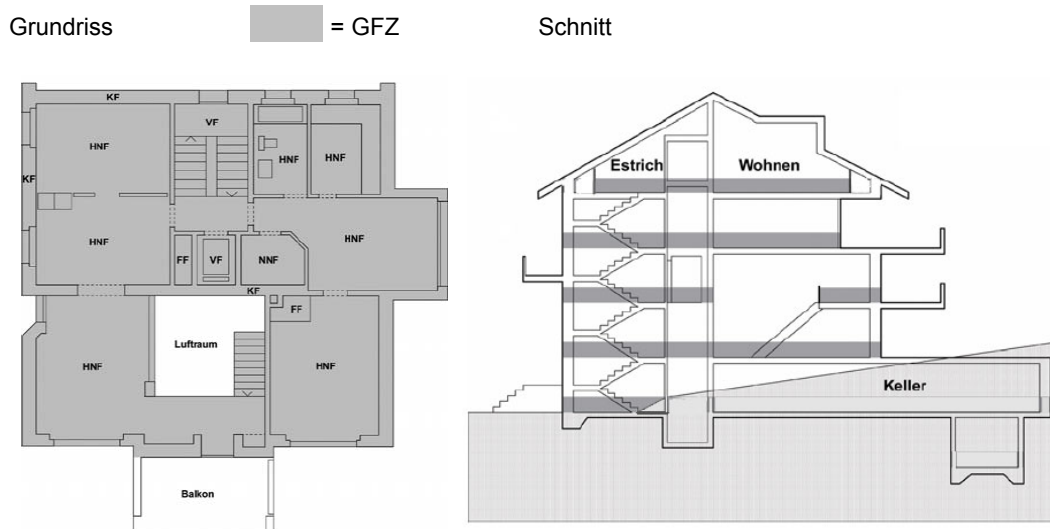 Grundriss
= GFZ
Schnitt
KF
VF
HNF
HNF
HNF
KF
HNF
HNF
FF
VF
NNF
KF
FF
Luftraum
HNF
HNF
Balkon
Estrich
Wohnen
Keller